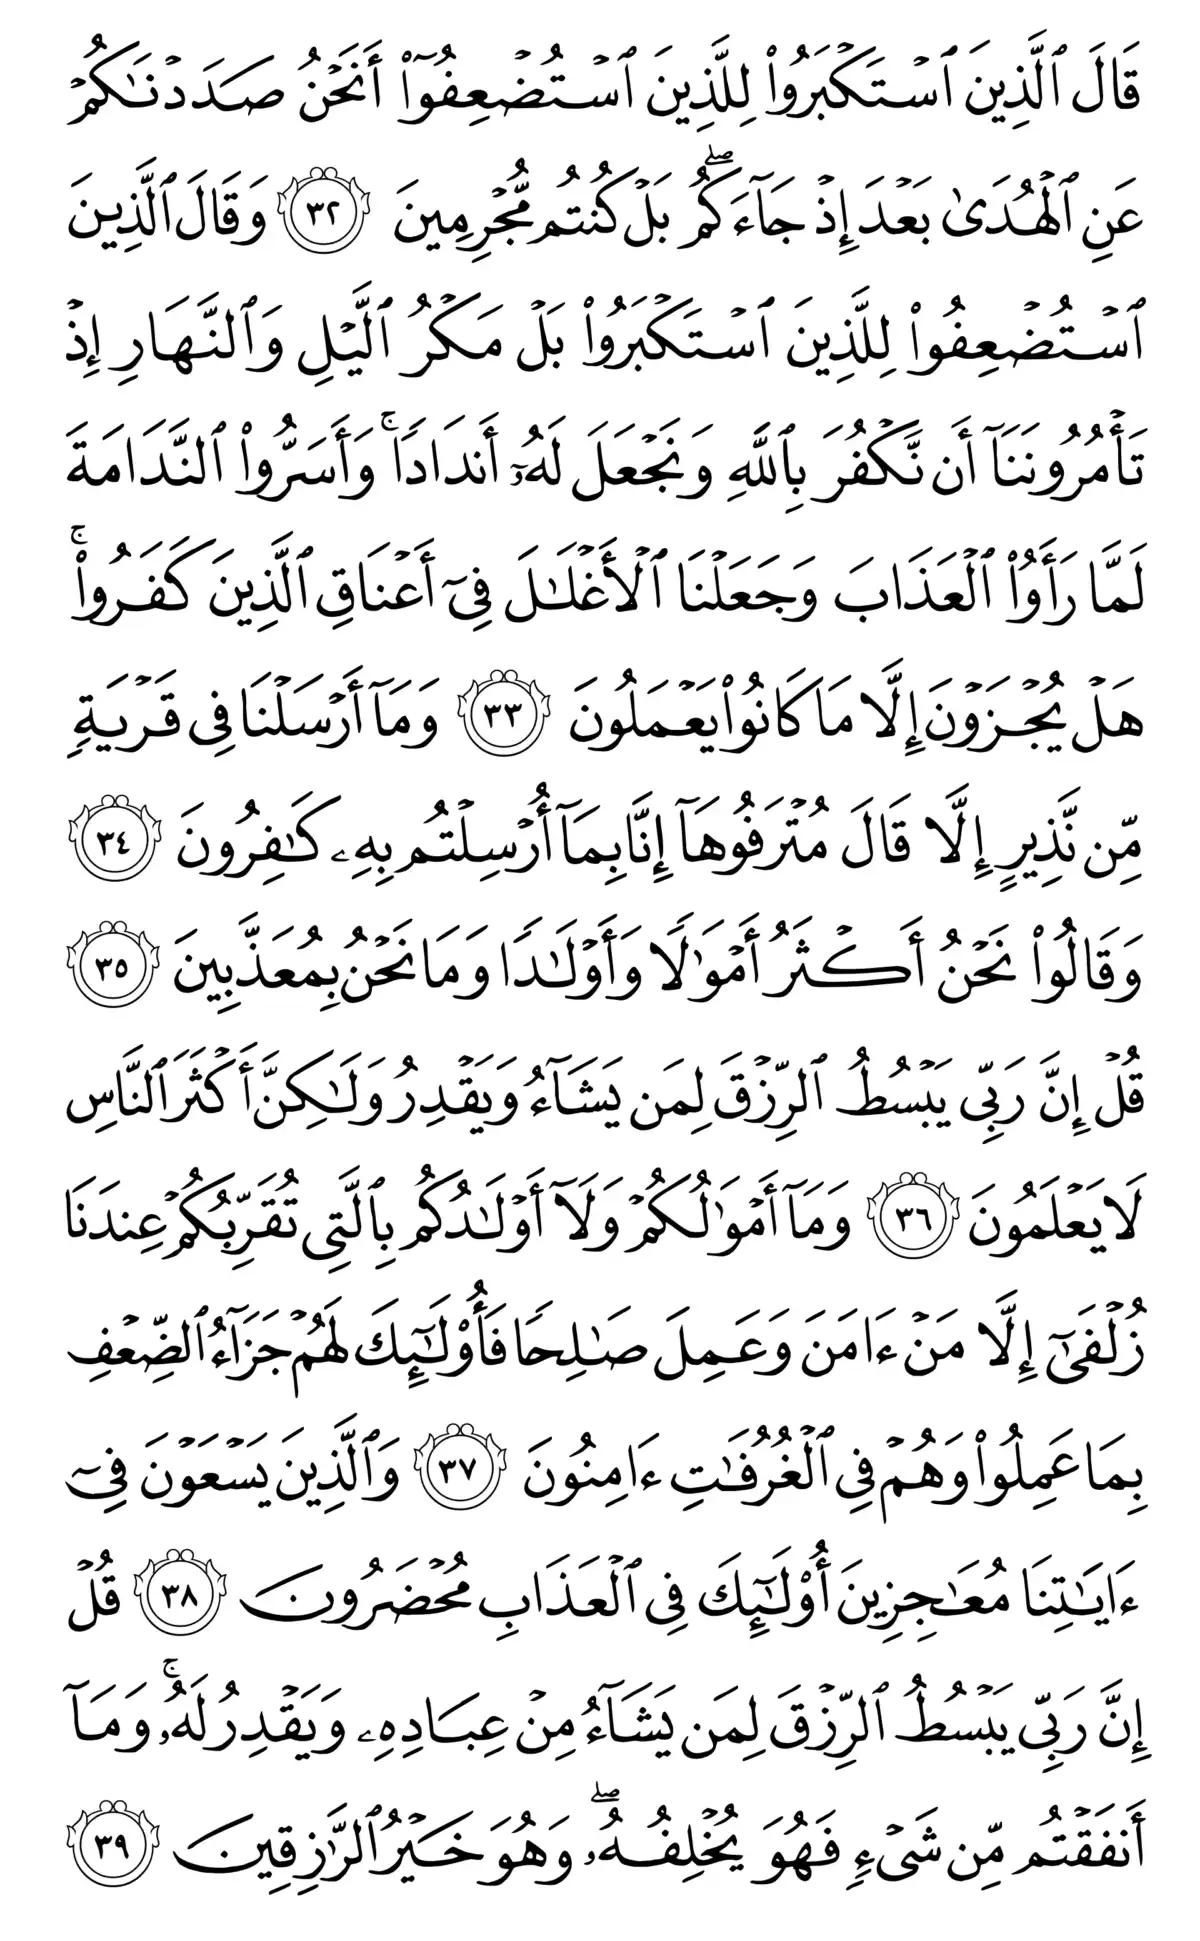 قَالَ ٱلَّذِينَ ٱسۡتَكۡبَرُواْ لِلَّذِينَ ٱسۡتُضۡعِفُوٓاْ أَنَحۡنُ صَدَدۡنَٰكُمۡ
عَنِ ٱلۡهُدَىٰ بَعۡدَ إِذۡ جَآءَكُمۖ بَلۡ كُنتُم مُّجۡرِمِينَ ٣٢ وَقَالَ ٱلَّذِينَ
ٱسۡتُضۡعِفُواْ لِلَّذِينَ ٱسۡتَكۡبَرُواْ بَلۡ مَكۡرُ ٱلَّيۡلِ وَٱلنَّهَارِ إِذۡ
تَأۡمُرُونَنَآ أَن نَّكۡفُرَ بِٱللَّهِ وَنَجۡعَلَ لَهُۥٓ أَندَادٗاۚ وَأَسَرُّواْ ٱلنَّدَامَةَ
لَمَّا رَأَوُاْ ٱلۡعَذَابَ وَجَعَلۡنَا ٱلۡأَغۡلَٰلَ فِيٓ أَعۡنَاقِ ٱلَّذِينَ كَفَرُواْۚ
هَلۡ يُجۡزَوۡنَ إِلَّا مَا كَانُواْ يَعۡمَلُونَ ٣٣ وَمَآ أَرۡسَلۡنَا فِي قَرۡيَةٖ
مِّن نَّذِيرٍ إِلَّا قَالَ مُتۡرَفُوهَآ إِنَّا بِمَآ أُرۡسِلۡتُم بِهِۦ كَٰفِرُونَ ٣٤
وَقَالُواْ نَحۡنُ أَكۡثَرُ أَمۡوَٰلٗا وَأَوۡلَٰدٗا وَمَا نَحۡنُ بِمُعَذَّبِينَ ٣٥
قُلۡ إِنَّ رَبِّي يَبۡسُطُ ٱلرِّزۡقَ لِمَن يَشَآءُ وَيَقۡدِرُ وَلَٰكِنَّ أَكۡثَرَ ٱلنَّاسِ
لَا يَعۡلَمُونَ ٣٦ وَمَآ أَمۡوَٰلُكُمۡ وَلَآ أَوۡلَٰدُكُم بِٱلَّتِي تُقَرِّبُكُمۡ عِندَنَا
زُلۡفَىٰٓ إِلَّا مَنۡ ءَامَنَ وَعَمِلَ صَٰلِحٗا فَأُوْلَٰٓئِكَ لَهُمۡ جَزَآءُ ٱلضِّعۡفِ
بِمَا عَمِلُواْ وَهُمۡ فِي ٱلۡغُرُفَٰتِ ءَامِنُونَ ٣٧ وَٱلَّذِينَ يَسۡعَوۡنَ فِيٓ
ءَايَٰتِنَا مُعَٰجِزِينَ أُوْلَٰٓئِكَ فِي ٱلۡعَذَابِ مُحۡضَرُونَ ٣٨ قُلۡ
إِنَّ رَبِّي يَبۡسُطُ ٱلرِّزۡقَ لِمَن يَشَآءُ مِنۡ عِبَادِهِۦ وَيَقۡدِرُ لَهُۥۚ وَمَآ
أَنفَقۡتُم مِّن شَيۡءٖ فَهُوَ يُخۡلِفُهُۥۖ وَهُوَ خَيۡرُ ٱلرَّٰزِقِينَ ٣٩